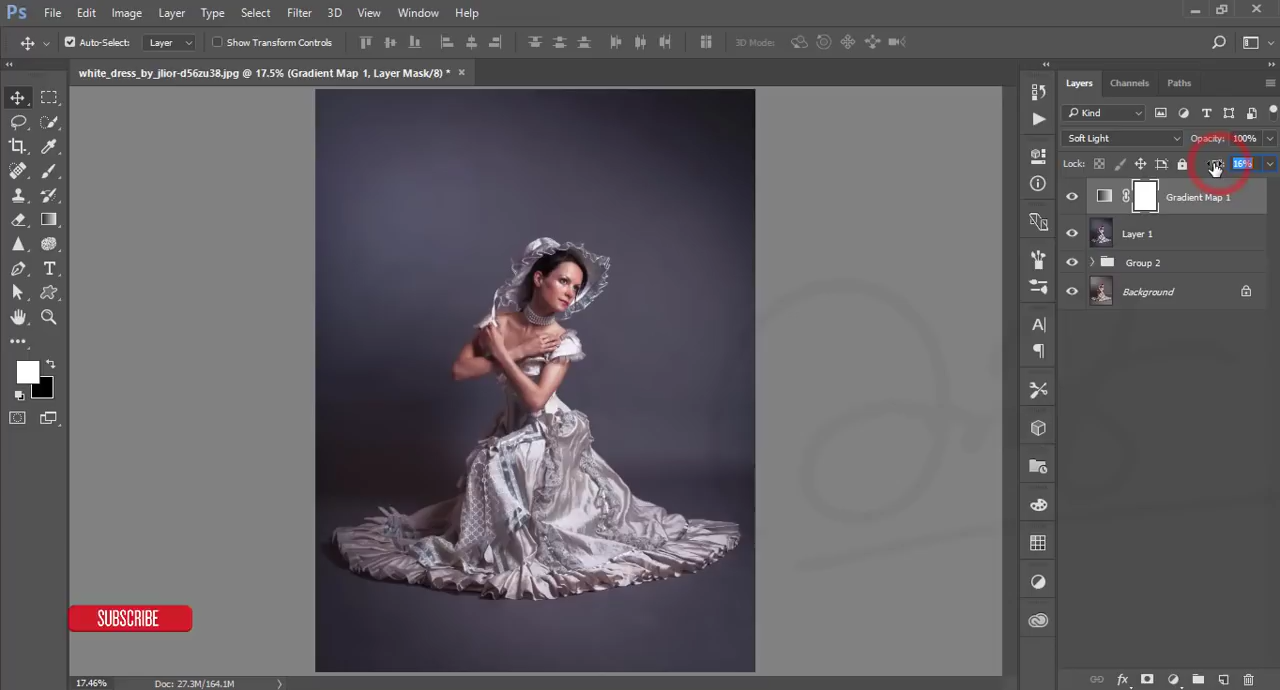 Ps File Edit Image Layer Type Select Filter 3D View Window Help
Auto-Select: Layer Show Transform Controls 3D Mode:
white_dress_by_jlior-d56zu38.jpg @ 17.5% (Gradient Map 1, Layer Mask/8) * ×
Layers Channels Paths
Kind
Soft Light Opacity: 100%
Lock: 16%
Gradient Map 1
Layer 1
Group 2
Background
SUBSCRIBE
17.46% Doc: 27.3M/164.1M